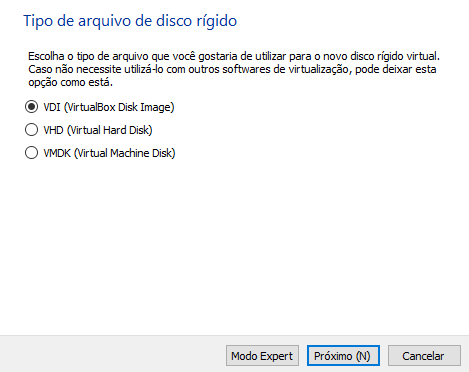 Tipo de arquivo de disco rígido
Escolha o tipo de arquivo que você gostaria de utilizar para o novo disco rígido virtual.
Caso não necessite utilizá-lo com outros softwares de virtualização, pode deixar esta
opção como está.
VDI (VirtualBox Disk Image)
VHD (Virtual Hard Disk)
VMDK (Virtual Machine Disk)
Modo Expert Próximo (N) Cancelar